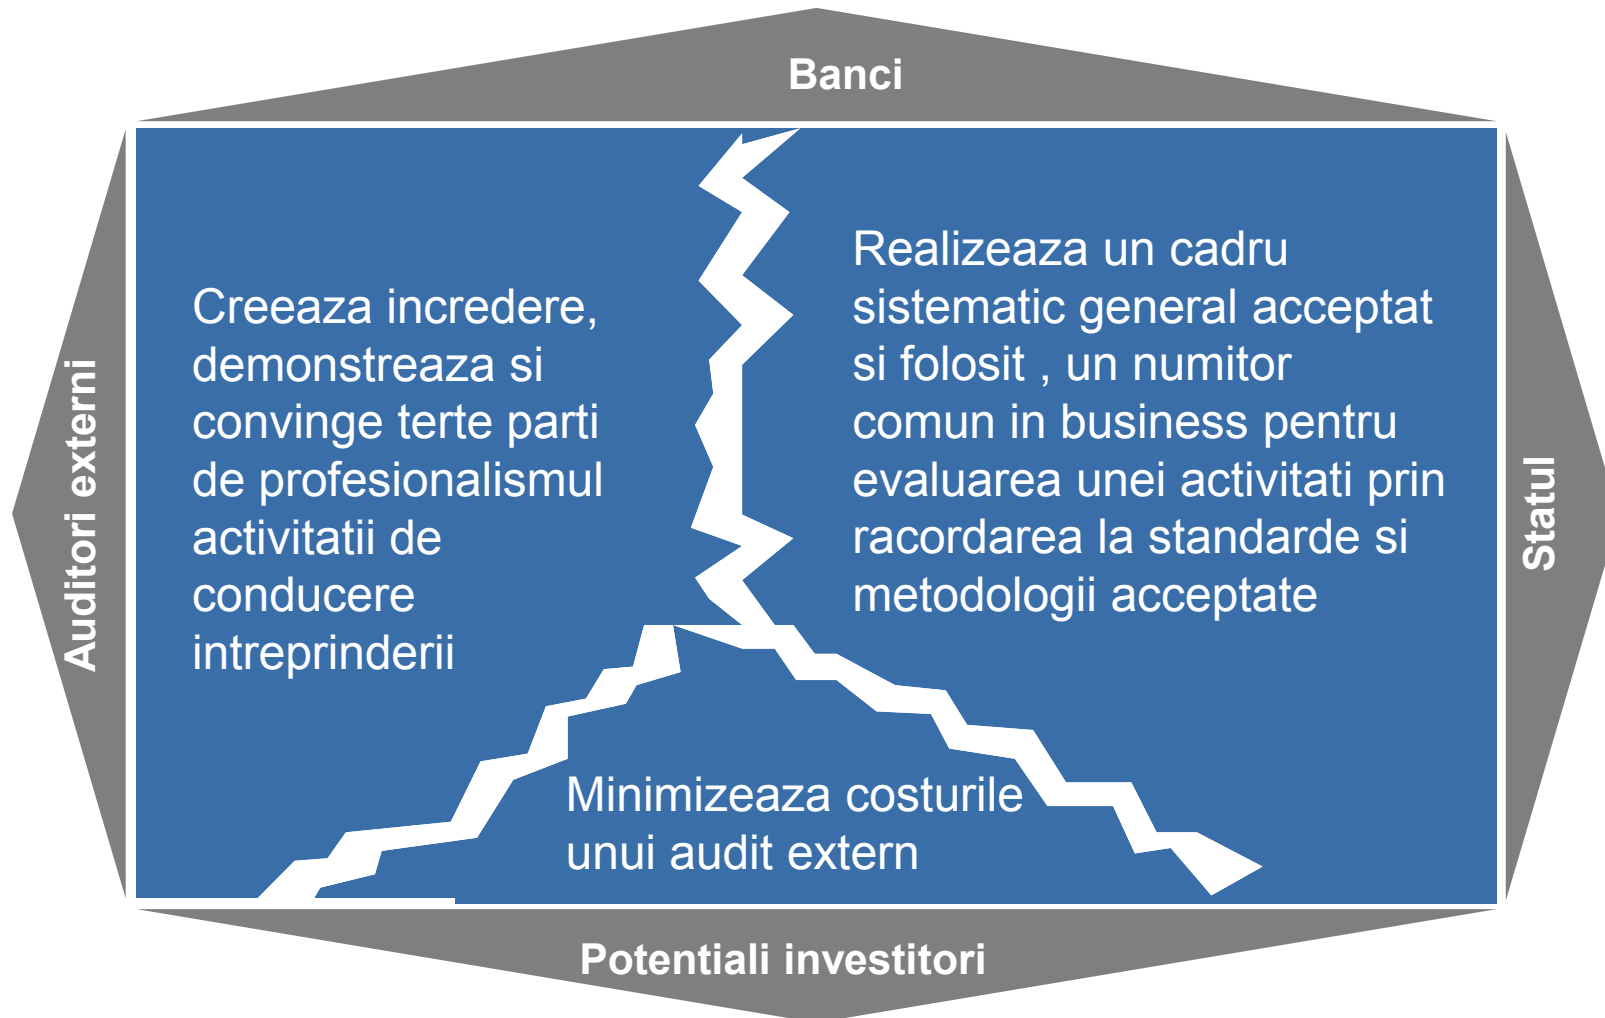 Banci
Auditori externi
Creeaza incredere,
demonstreaza si
convinge terte parti
de profesionalismul
activitatii de
conducere
intreprinderii
Realizeaza un cadru
sistematic general acceptat
si folosit , un numitor
comun in business pentru
evaluarea unei activitati prin
racordarea la standarde si
metodologii acceptate
Statul
Minimizeaza costurile
unui audit extern
Potentiali investitori